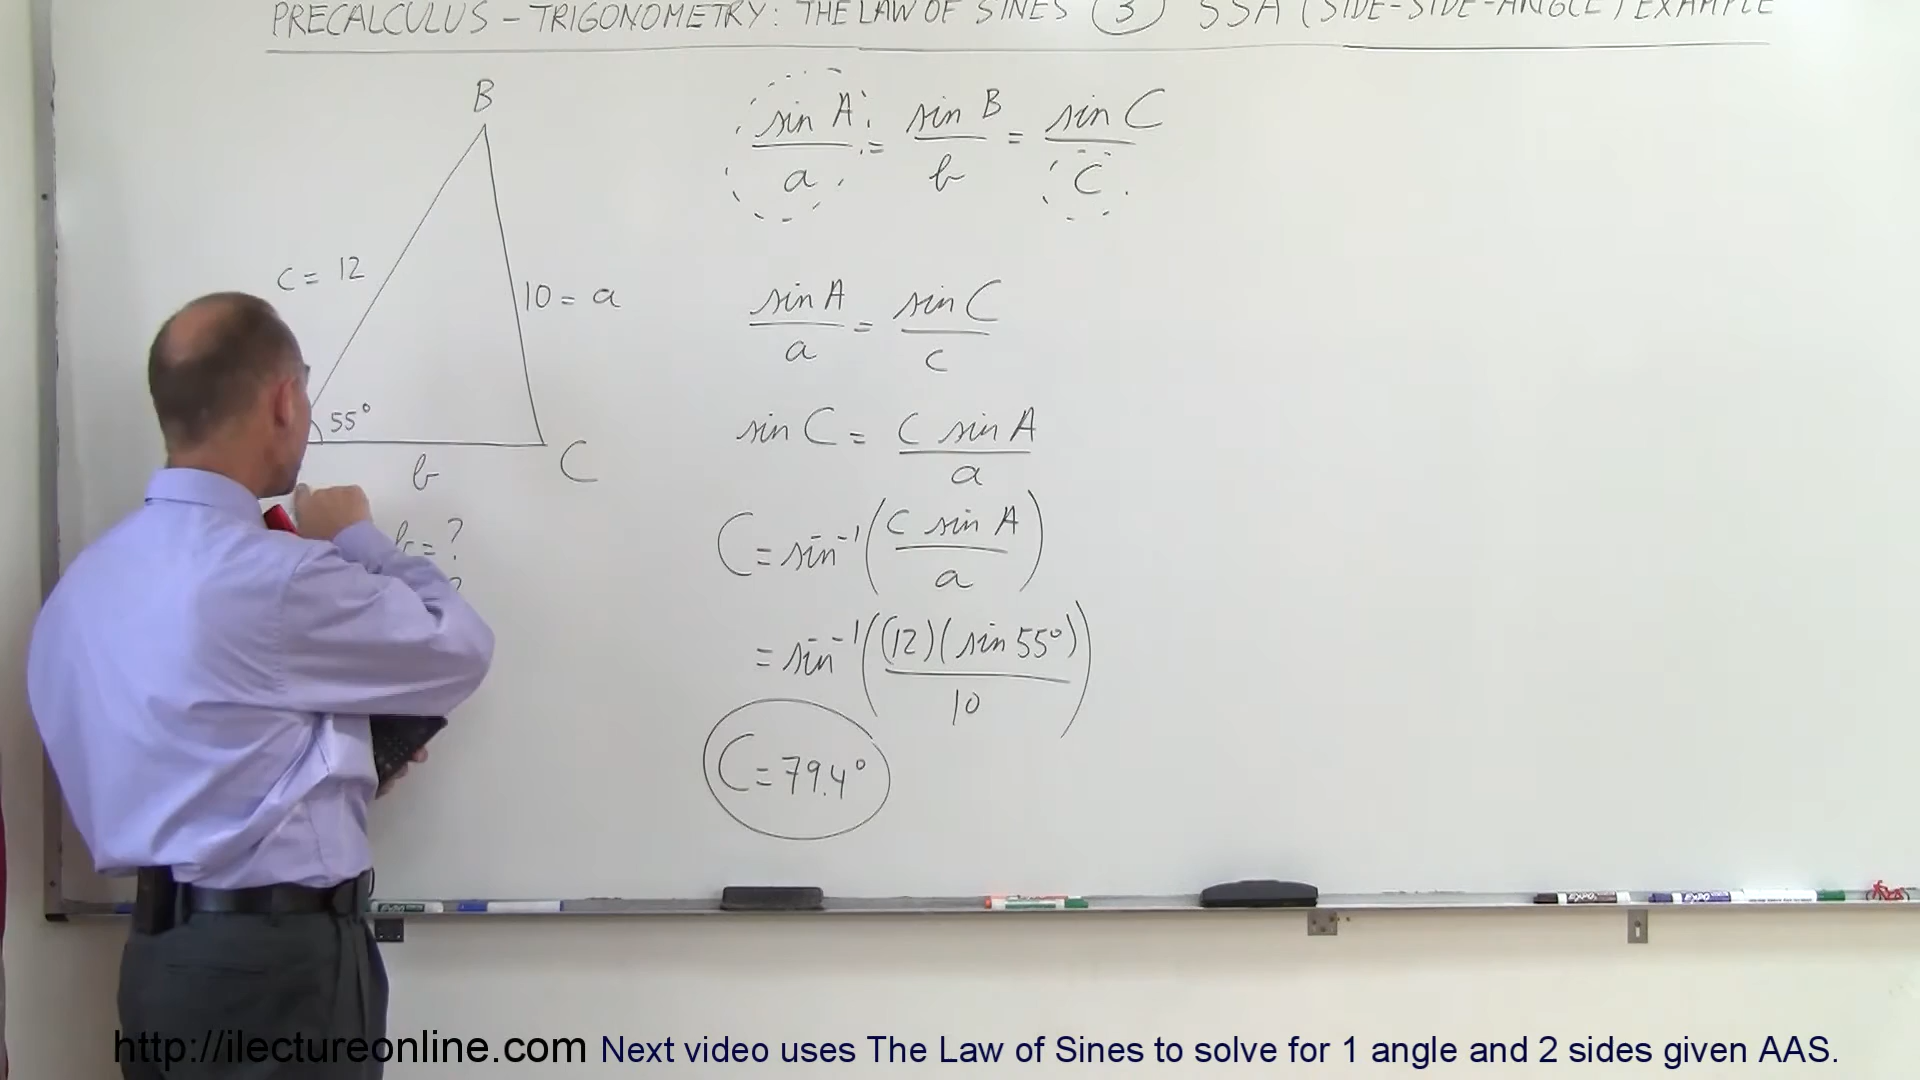 PRECALCULUS - TRIGONOMETRY: THE LAW OF SINES 3 SSA (SIDE-SIDE-ANGLE) EXAMPLE
B
c = 12
10 = a
55°
b
C
b = ?
?
sin A / a = sin B / b = sin C / C
sin A / a = sin C / c
sin C = C sin A / a
C = sin⁻¹ (C sin A / a)
= sin⁻¹ ((12)(sin 55°) / 10)
C = 79.4°
http://ilectureonline.com Next video uses The Law of Sines to solve for 1 angle and 2 sides given AAS.